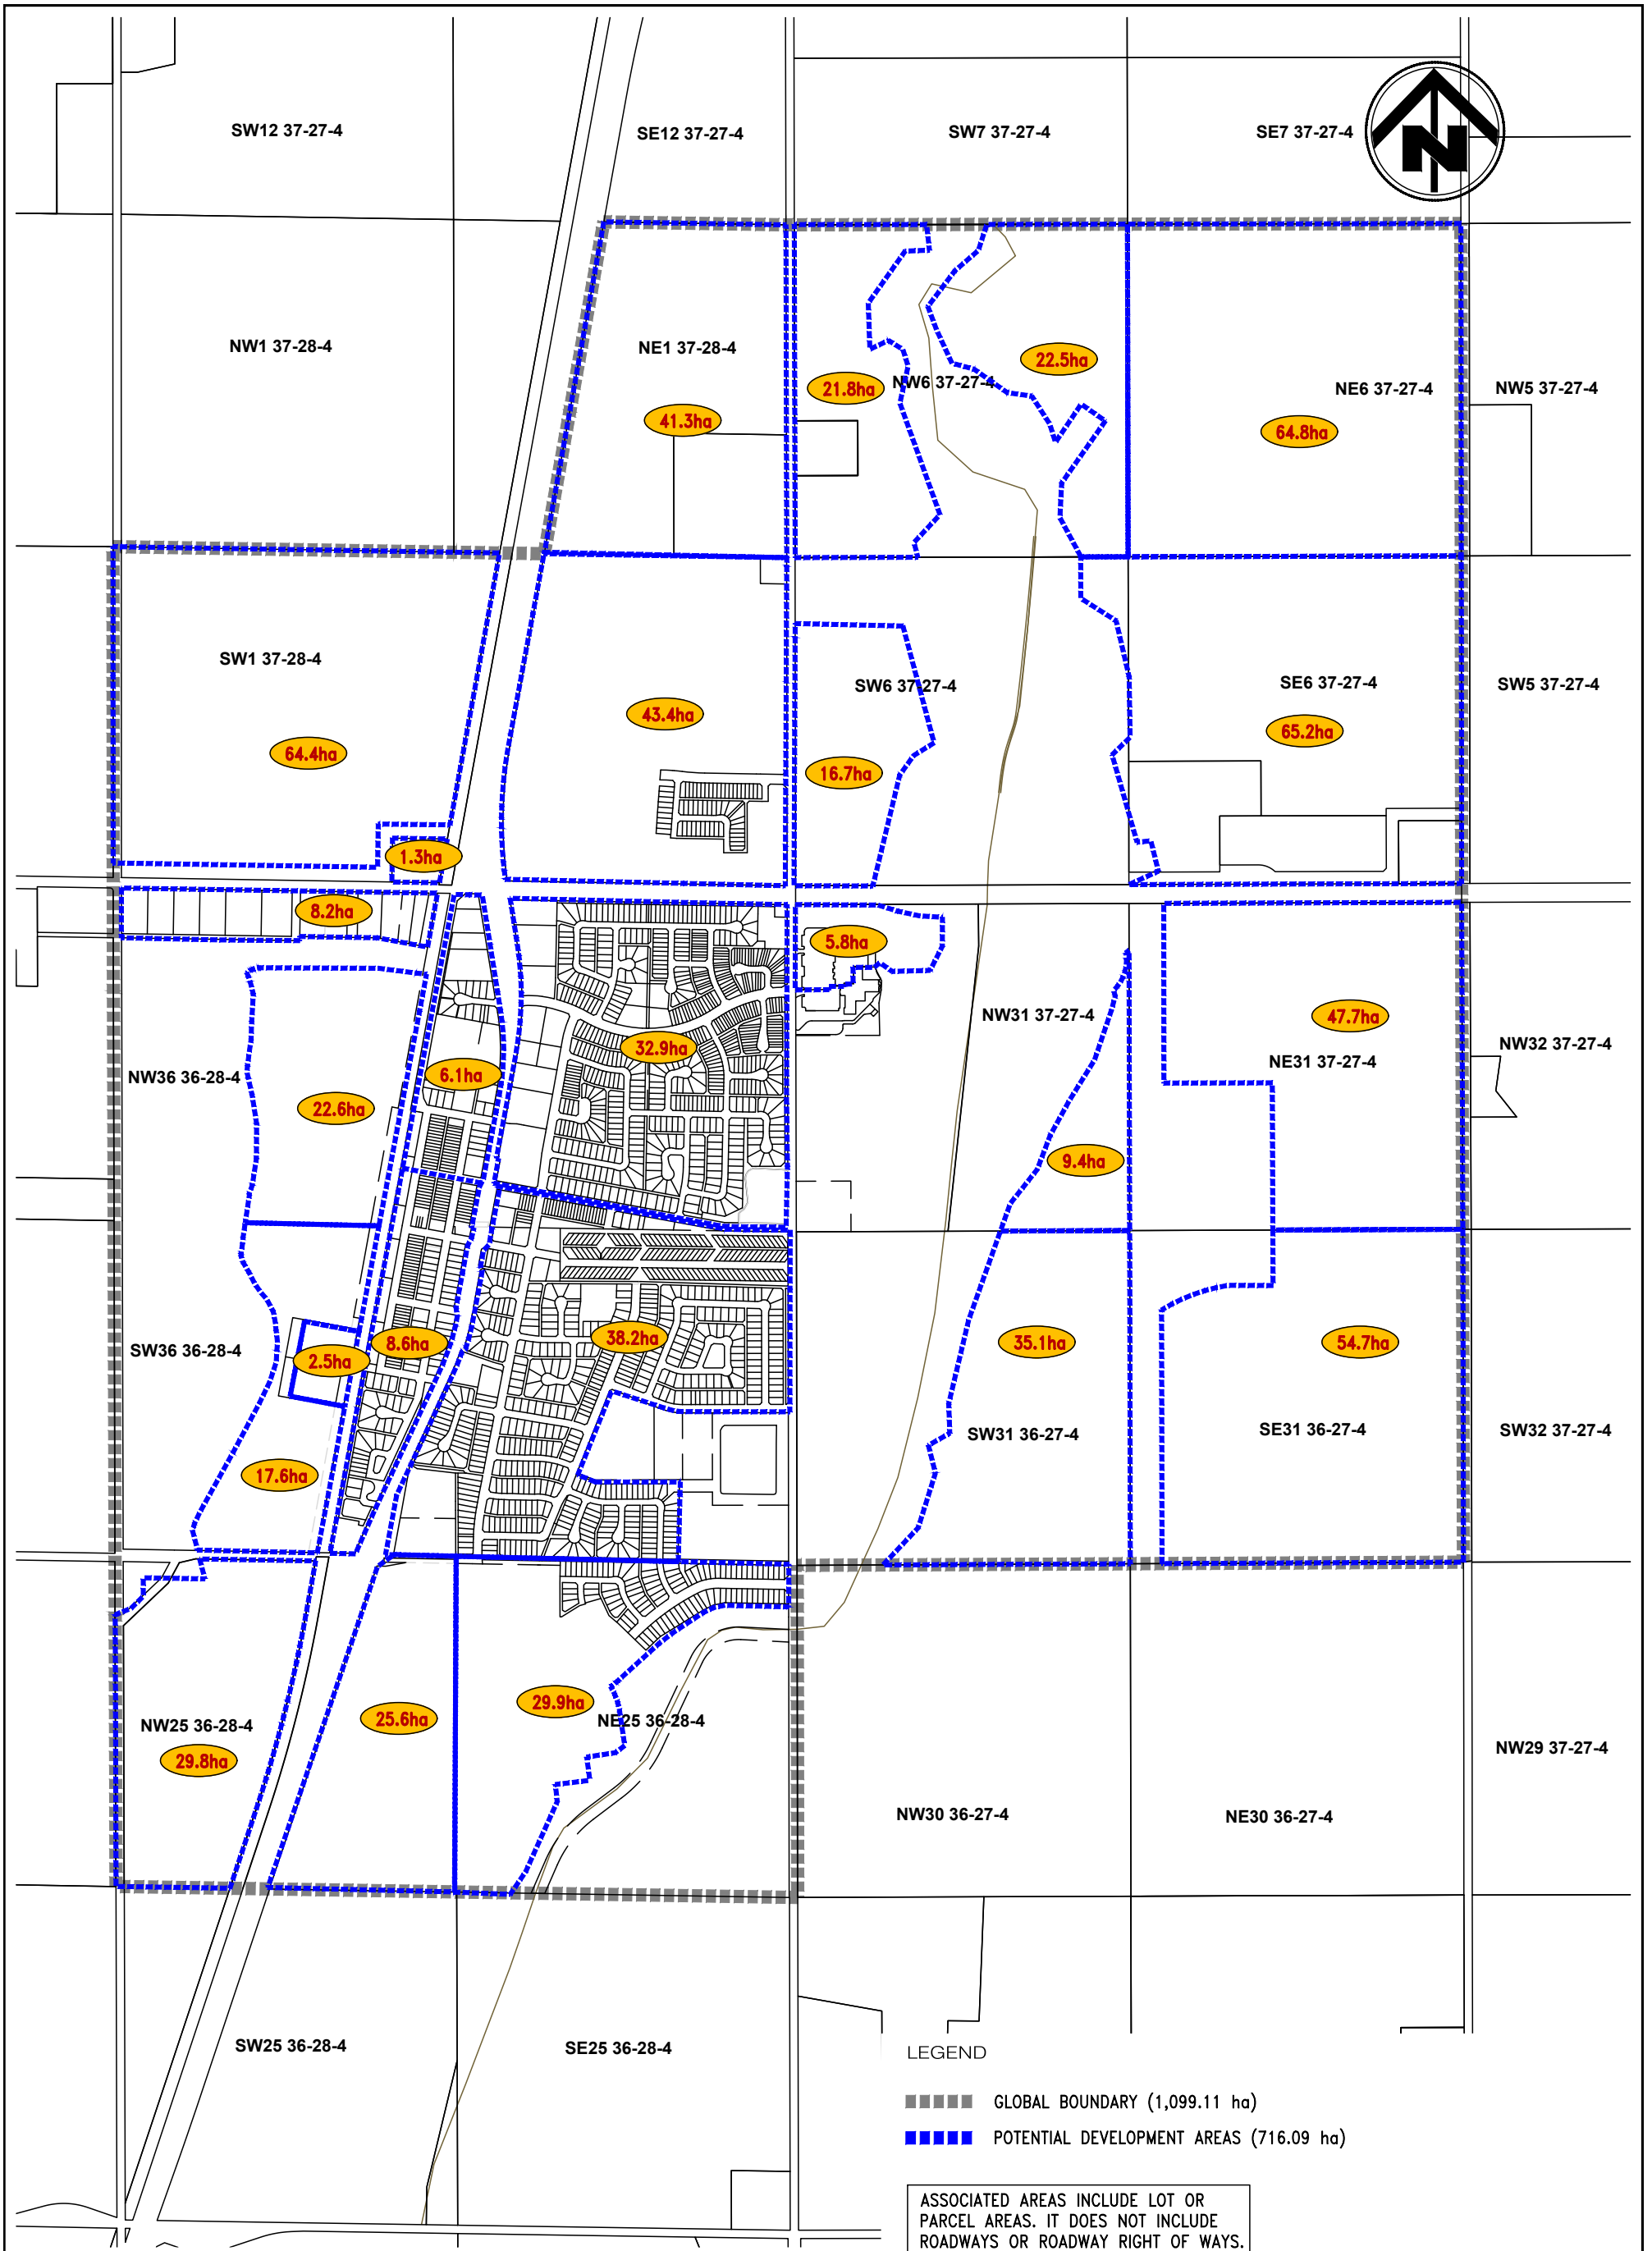 SW12 37-27-4
SE12 37-27-4
SW7 37-27-4
SE7 37-27-4
N
NW1 37-28-4
NE1 37-28-4
22.5ha
21.8ha
NW6 37-27-4
NE6 37-27-4
NW5 37-27-4
41.3ha
64.8ha
SW1 37-28-4
SW6 37-27-4
SE6 37-27-4
SW5 37-27-4
43.4ha
65.2ha
64.4ha
16.7ha
1.3ha
8.2ha
5.8ha
NW31 37-27-4
47.7ha
32.9ha
NW32 37-27-4
NE31 37-27-4
NW36 36-28-4
6.1ha
22.6ha
9.4ha
SW36 36-28-4
2.5ha
8.6ha
38.2ha
35.1ha
54.7ha
SW31 36-27-4
SE31 36-27-4
SW32 37-27-4
17.6ha
29.9ha
NW25 36-28-4
25.6ha
NE25 36-28-4
29.8ha
NW29 37-27-4
NW30 36-27-4
NE30 36-27-4
SW25 36-28-4
SE25 36-28-4
LEGEND
GLOBAL BOUNDARY (1,099.11 ha)
POTENTIAL DEVELOPMENT AREAS (716.09 ha)
ASSOCIATED AREAS INCLUDE LOT OR
PARCEL AREAS. IT DOES NOT INCLUDE
ROADWAYS OR ROADWAY RIGHT OF WAYS.